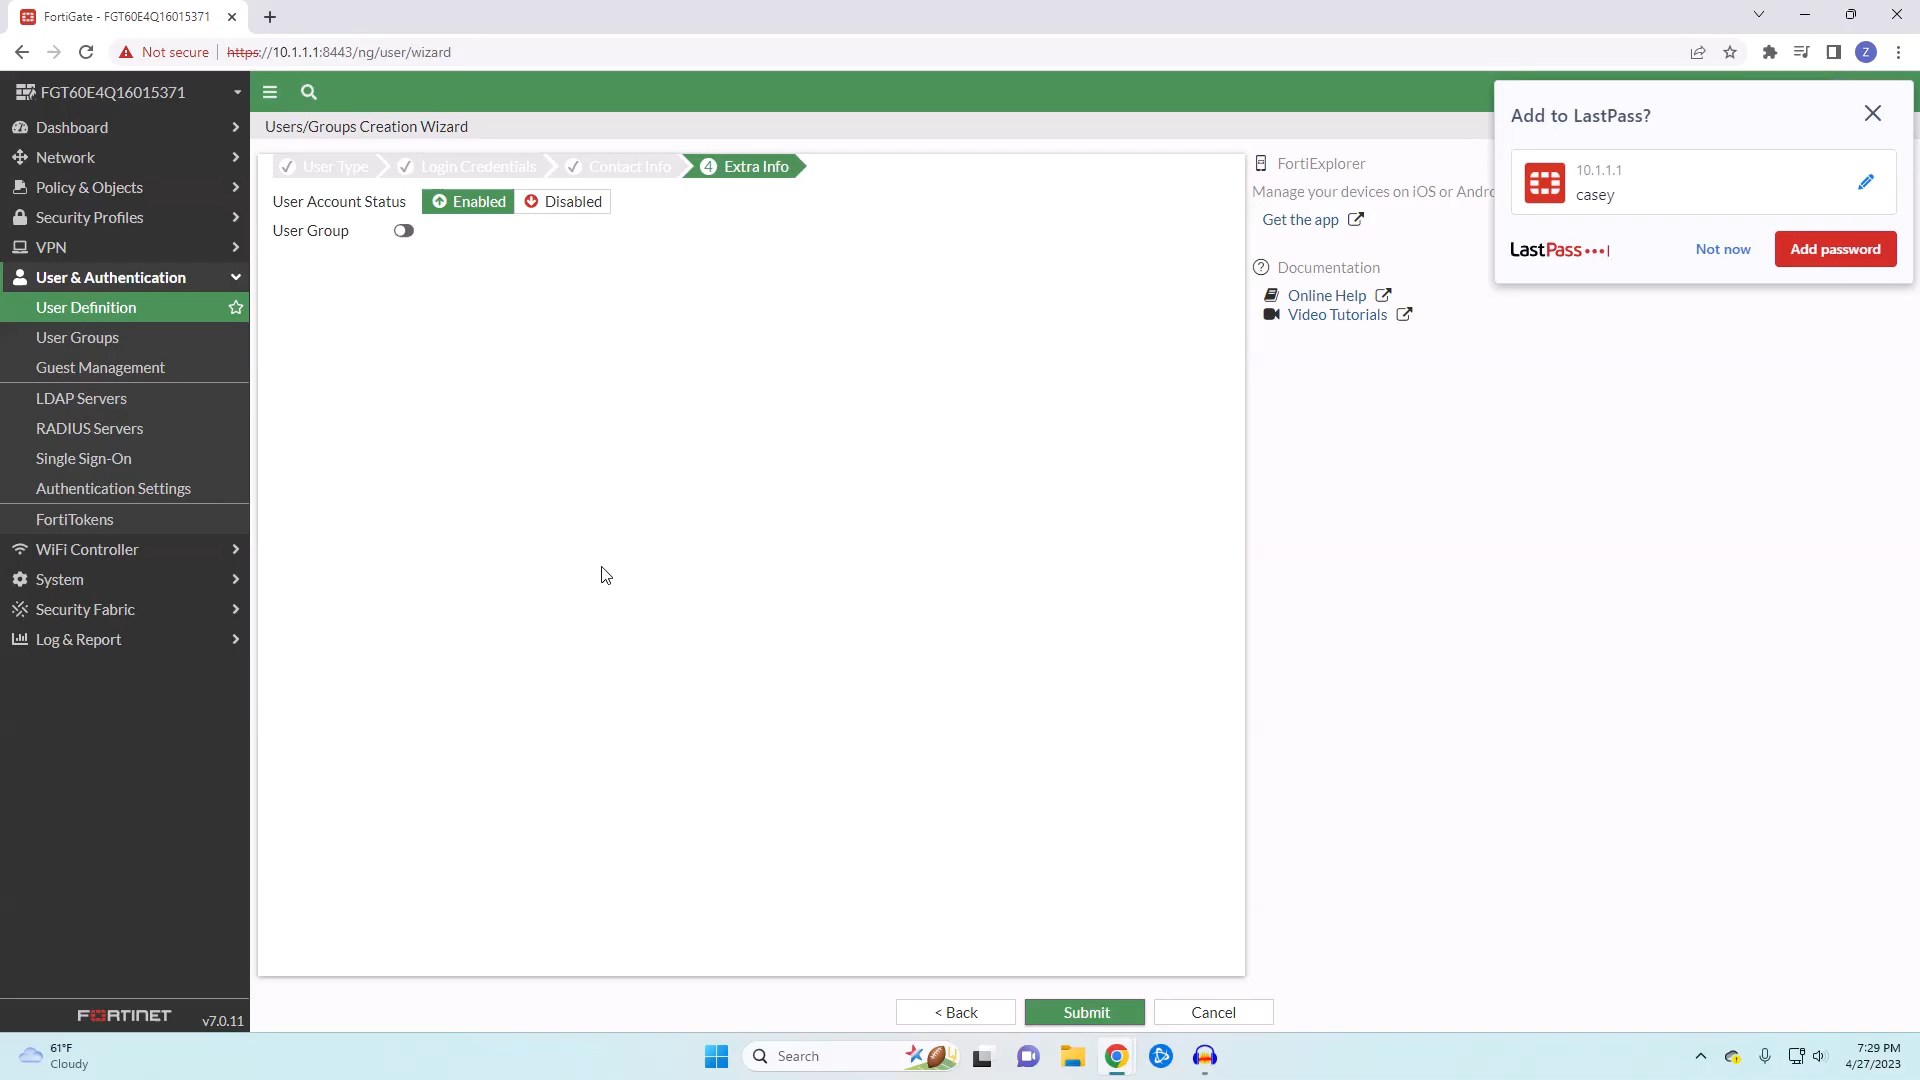 FortiGate - FGT60E4Q16015371
Not secure
https://10.1.1.1:8443/ng/user/wizard
Z
FGT60E4Q16015371
Dashboard
Network
Policy & Objects
Security Profiles
VPN
User & Authentication
User Definition
User Groups
Guest Management
LDAP Servers
RADIUS Servers
Single Sign-On
Authentication Settings
FortiTokens
WiFi Controller
System
Security Fabric
Log & Report
FORTINET
v7.0.11
Users/Groups Creation Wizard
User Type
Login Credentials
Contact Info
4 Extra Info
User Account Status
Enabled
Disabled
User Group
< Back
Submit
Cancel
FortiExplorer
Manage your devices on iOS or Andro
Get the app
Documentation
Online Help
Video Tutorials
Add to LastPass?
10.1.1.1
casey
LastPass
Not now
Add password
61°F
Cloudy
Search
7:29 PM
4/27/2023